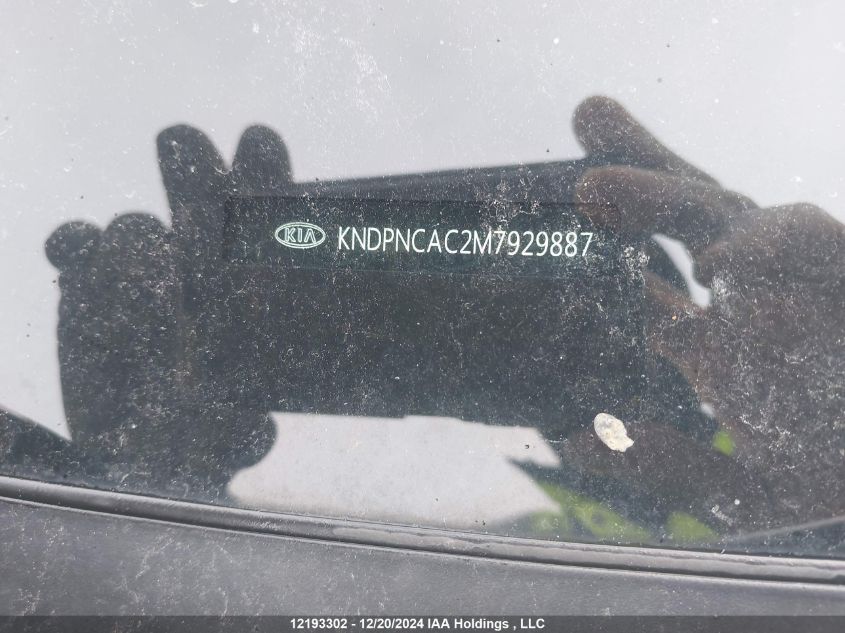 KIA KNDPNCAC2M7929887
12193302 - 12/20/2024 IAA Holdings , LLC